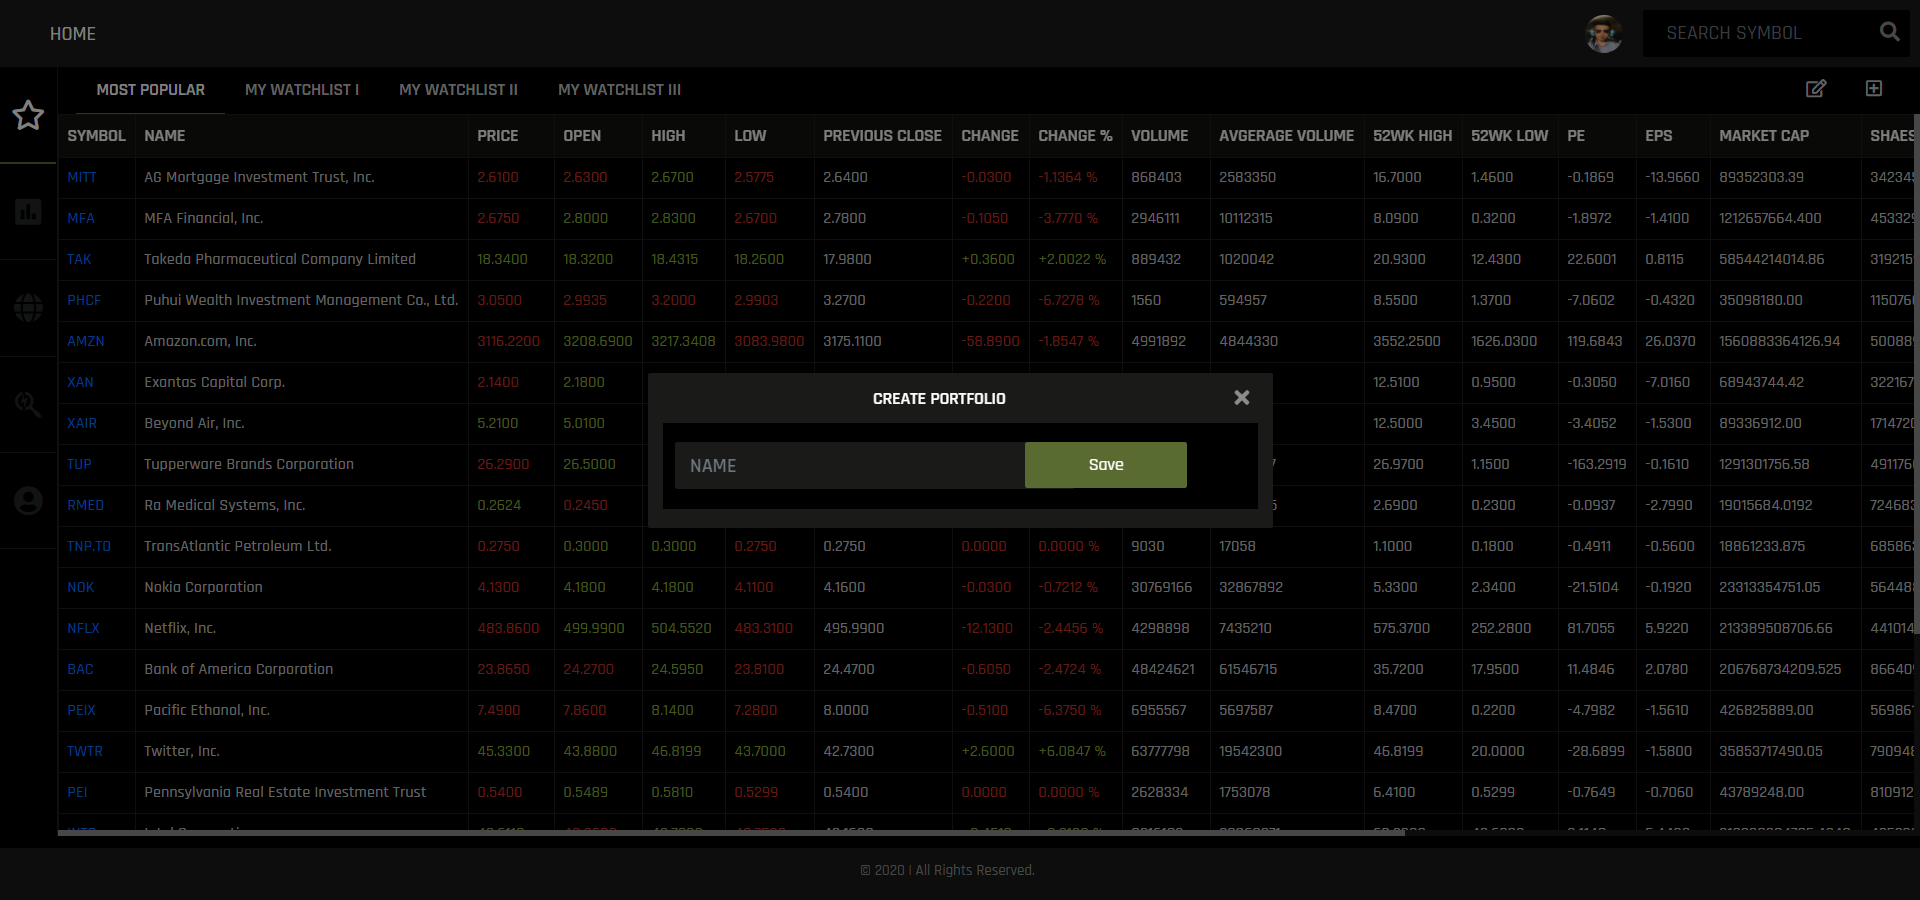 HOME
SEARCH SYMBOL
MOST POPULAR MY WATCHLIST I MY WATCHLIST II MY WATCHLIST III
SYMBOL NAME PRICE OPEN HIGH LOW PREVIOUS CLOSE CHANGE CHANGE % VOLUME AVGERAGE VOLUME 52WK HIGH 52WK LOW PE EPS MARKET CAP SHAES
MITT AG Mortgage Investment Trust, Inc. 2.6100 2.6300 2.6700 2.5775 2.6400 -0.0300 -1.1364 % 868403 2583350 16.7000 1.4600 -0.1869 -13.9660 89352303.39 342345
MFA MFA Financial, Inc. 2.6750 2.8000 2.8300 2.6700 2.7800 -0.1050 -3.7770 % 2946111 10112315 8.0900 0.3200 -1.8972 -1.4100 1212657664.400 453329
TAK Takeda Pharmaceutical Company Limited 18.3400 18.3200 18.4315 18.2600 17.9800 +0.3600 +2.0022 % 889432 1020042 20.9300 12.4300 22.6001 0.8115 58544214014.86 319215
PHCF Puhui Wealth Investment Management Co., Ltd. 3.0500 2.9935 3.2000 2.9903 3.2700 -0.2200 -6.7278 % 1560 594957 8.5500 1.3700 -7.0602 -0.4320 35098180.00 115076
AMZN Amazon.com, Inc. 3116.2200 3208.6900 3217.3408 3083.9800 3175.1100 -58.8900 -1.8547 % 4991892 4844330 3552.2500 1626.0300 119.6843 26.0370 1560883364126.94 50088
XAN Exantas Capital Corp. 2.1400 2.1800 12.5100 0.9500 -0.3050 -7.0160 68943744.42 322167
XAIR Beyond Air, Inc. 5.2100 5.0100 12.5000 3.4500 -3.4052 -1.5300 89336912.00 171472
TUP Tupperware Brands Corporation 26.2900 26.5000 26.9700 1.1500 -163.2919 -0.1610 1291301756.58 491176
RMED Ra Medical Systems, Inc. 0.2624 0.2450 2.6900 0.2300 -0.0937 -2.7990 19015684.0192 724683
CREATE PORTFOLIO
NAME
Save
TNP.TO TransAtlantic Petroleum Ltd. 0.2750 0.3000 0.3000 0.2750 0.2750 0.0000 0.0000 % 9030 17058 1.1000 0.1800 -0.4911 -0.5600 18861233.875 68586
NOK Nokia Corporation 4.1300 4.1800 4.1800 4.1100 4.1600 -0.0300 -0.7212 % 30769166 32867892 5.3300 2.3400 -21.5104 -0.1920 23313354751.05 56448
NFLX Netflix, Inc. 483.8600 499.9900 504.5520 483.3100 495.9900 -12.1300 -2.4456 % 4298898 7435210 575.3700 252.2800 81.7055 5.9220 213389508706.66 441014
BAC Bank of America Corporation 23.8650 24.2700 24.5950 23.8100 24.4700 -0.6050 -2.4724 % 48424621 61546715 35.7200 17.9500 11.4846 2.0780 206768734209.525 86640
PEIX Pacific Ethanol, Inc. 7.4900 7.8600 8.1400 7.2800 8.0000 -0.5100 -6.3750 % 6955567 5697587 8.4700 0.2200 -4.7982 -1.5610 426825889.00 56986
TWTR Twitter, Inc. 45.3300 43.8800 46.8199 43.7000 42.7300 +2.6000 +6.0847 % 63777798 19542300 46.8199 20.0000 -28.6899 -1.5800 35853717490.05 79094
PEI Pennsylvania Real Estate Investment Trust 0.5400 0.5489 0.5810 0.5299 0.5400 0.0000 0.0000 % 2628334 1753078 6.4100 0.5299 -0.7649 -0.7060 43789248.00 810912
© 2020 | All Rights Reserved.